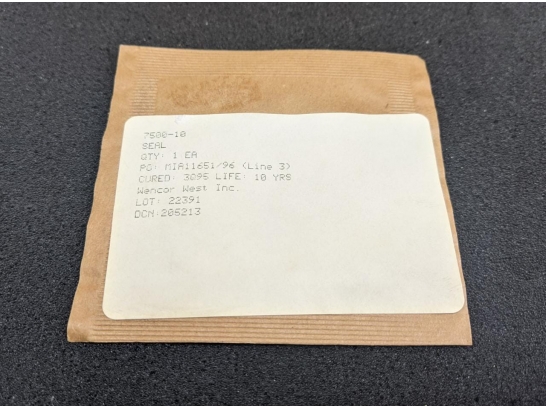 7500-10
SEAL
QTY: 1 EA
PO: MIA11651/96 (Line 3)
CURED: 3Q95 LIFE: 10 YRS
Wencor West Inc.
LOT: 22391
DCN:205213